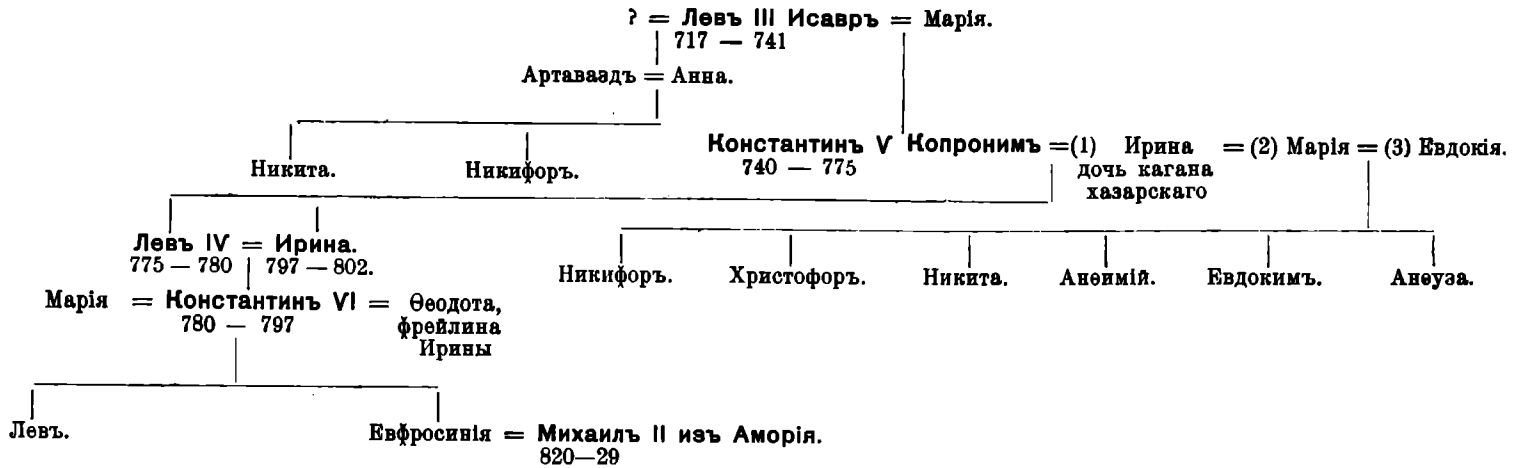 ? = Левъ III Исавръ = Марія.
717 — 741
Артаваздъ = Анна.
Константинъ V Копронимъ =(1) Ирина = (2) Марія = (3) Евдокія.
Никита. Никифоръ. 740 — 775 дочь кагана
хазарскаго
Левъ IV = Ирина.
775 — 780 797 — 802. Никифоръ. Христофоръ. Никита. Анѳимій. Евдокимъ. Анѳуза.
Марія = Константинъ VI = Ѳеодота,
780 — 797 фрейлина
Ирины
Левъ. Евфросинія = Михаилъ II изъ Аморія.
820—29